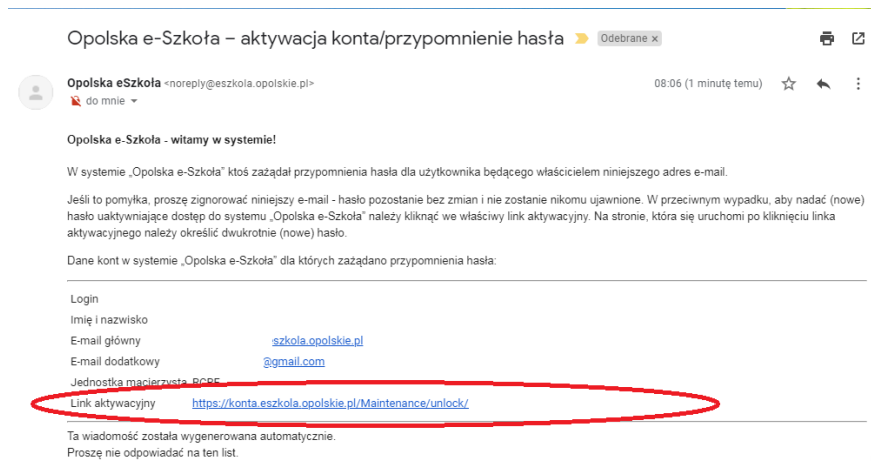 Opolska e-Szkoła – aktywacja konta/przypomnienie hasła Odebrane x
Opolska eSzkoła <noreply@eszkola.opolskie.pl> 08:06 (1 minutę temu)
do mnie
Opolska e-Szkoła - witamy w systemie!
W systemie „Opolska e-Szkoła” ktoś zażądał przypomnienia hasła dla użytkownika będącego właścicielem niniejszego adres e-mail.
Jeśli to pomyłka, proszę zignorować niniejszy e-mail - hasło pozostanie bez zmian i nie zostanie nikomu ujawnione. W przeciwnym wypadku, aby nadać (nowe)
hasło uaktywniające dostęp do systemu „Opolska e-Szkoła” należy kliknąć we właściwy link aktywacyjny. Na stronie, która się uruchomi po kliknięciu linka
aktywacyjnego należy określić dwukrotnie (nowe) hasło.
Dane kont w systemie „Opolska e-Szkoła” dla których zażądano przypomnienia hasła:
Login
Imię i nazwisko
E-mail główny szkola.opolskie.pl
E-mail dodatkowy @gmail.com
Jednostka macierzysta
Link aktywacyjny https://konta.eszkola.opolskie.pl/Maintenance/unlock/
Ta wiadomość została wygenerowana automatycznie.
Proszę nie odpowiadać na ten list.